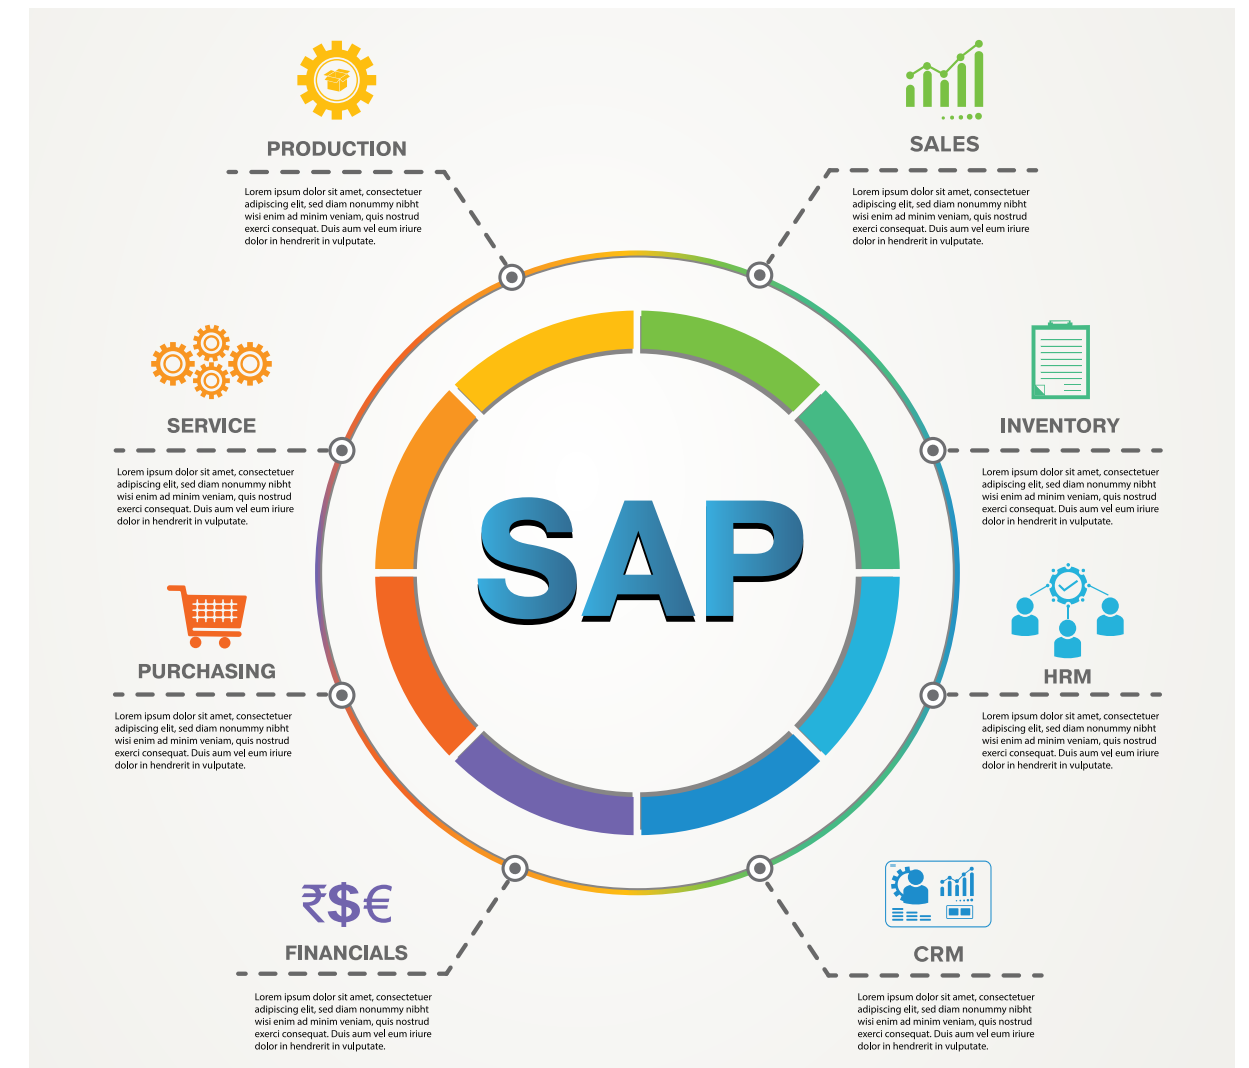 PRODUCTION
Lorem ipsum dolor sit amet, consectetuer
adipiscing elit, sed diam nonummy nibht
wisi enim ad minim veniam, quis nostrud
exerci consequat. Duis aum vel eum iriure
dolor in hendrerit in vulputate.
SALES
Lorem ipsum dolor sit amet, consectetuer
adipiscing elit, sed diam nonummy nibht
wisi enim ad minim veniam, quis nostrud
exerci consequat. Duis aum vel eum iriure
dolor in hendrerit in vulputate.
SERVICE
Lorem ipsum dolor sit amet, consectetuer
adipiscing elit, sed diam nonummy nibht
wisi enim ad minim veniam, quis nostrud
exerci consequat. Duis aum vel eum iriure
dolor in hendrerit in vulputate.
INVENTORY
Lorem ipsum dolor sit amet, consectetuer
adipiscing elit, sed diam nonummy nibht
wisi enim ad minim veniam, quis nostrud
exerci consequat. Duis aum vel eum iriure
dolor in hendrerit in vulputate.
SAP
PURCHASING
Lorem ipsum dolor sit amet, consectetuer
adipiscing elit, sed diam nonummy nibht
wisi enim ad minim veniam, quis nostrud
exerci consequat. Duis aum vel eum iriure
dolor in hendrerit in vulputate.
HRM
Lorem ipsum dolor sit amet, consectetuer
adipiscing elit, sed diam nonummy nibht
wisi enim ad minim veniam, quis nostrud
exerci consequat. Duis aum vel eum iriure
dolor in hendrerit in vulputate.
₹$€
FINANCIALS
Lorem ipsum dolor sit amet, consectetuer
adipiscing elit, sed diam nonummy nibht
wisi enim ad minim veniam, quis nostrud
exerci consequat. Duis aum vel eum iriure
dolor in hendrerit in vulputate.
CRM
Lorem ipsum dolor sit amet, consectetuer
adipiscing elit, sed diam nonummy nibht
wisi enim ad minim veniam, quis nostrud
exerci consequat. Duis aum vel eum iriure
dolor in hendrerit in vulputate.